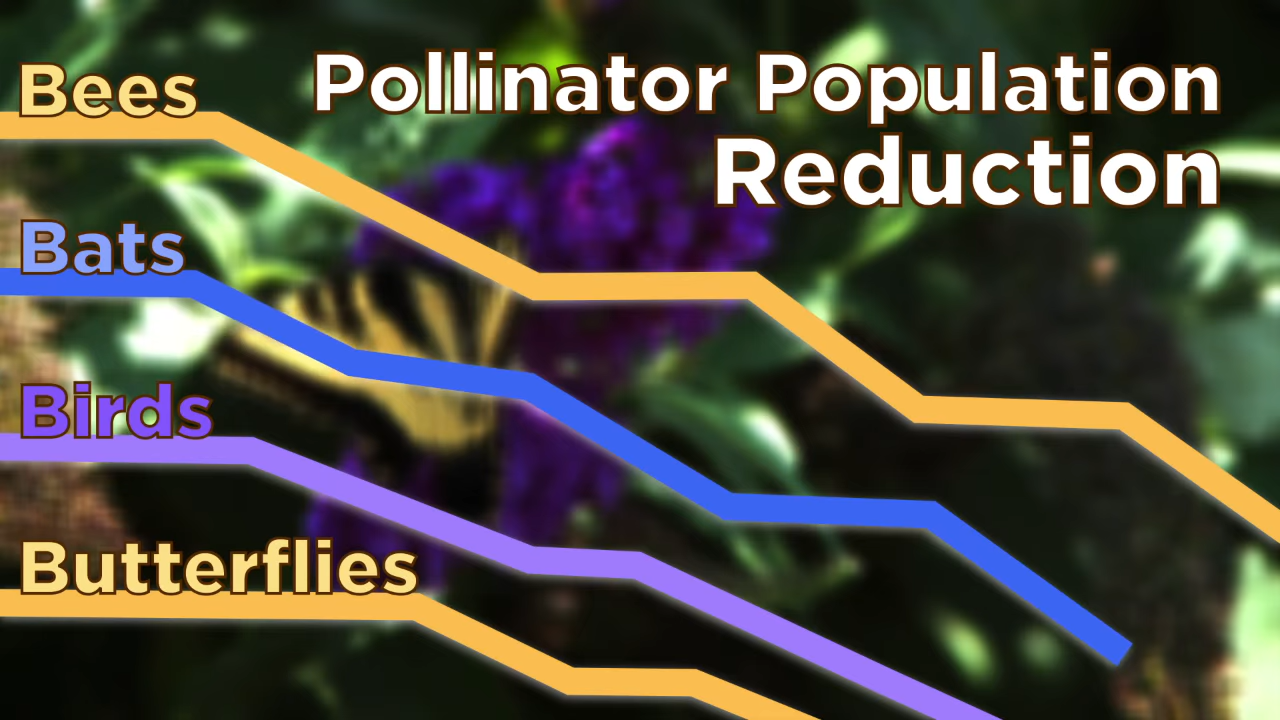 Pollinator Population
Reduction
Bees
Bats
Birds
Butterflies